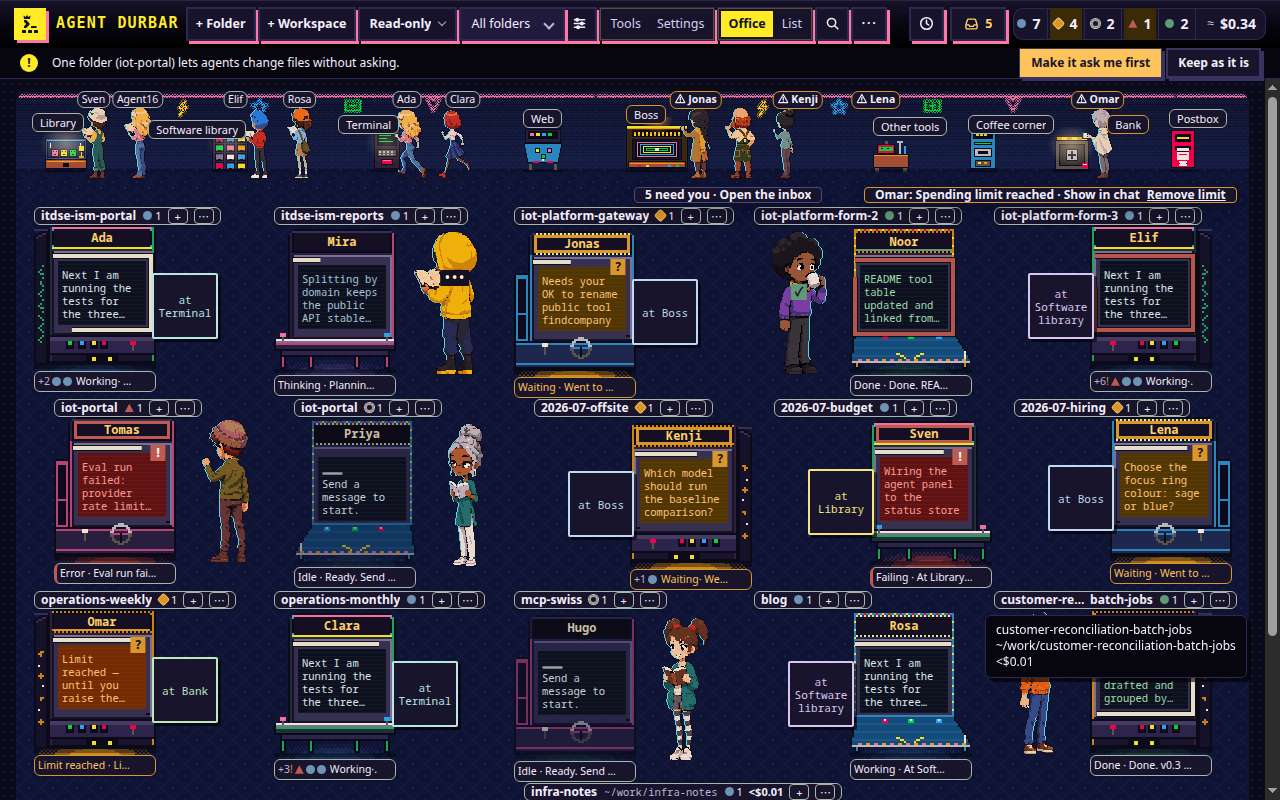 AGENT DURBAR
+ Folder
+ Workspace
Read-only
All folders
Tools
Settings
Office
List
5
7
4
2
1
2
≈ $0.34
! One folder (iot-portal) lets agents change files without asking.
Make it ask me first
Keep as it is
Sven
Agent16
Elif
Rosa
Ada
Clara
⚠ Jonas
⚠ Kenji
⚠ Lena
⚠ Omar
Library
Software library
Terminal
Web
Boss
Other tools
Coffee corner
Bank
Postbox
5 need you · Open the inbox
Omar: Spending limit reached · Show in chat Remove limit
itdse-ism-portal 1 + ...
Ada
Next I am
running the
tests for
the three…
at
Terminal
+2 Working· ...
itdse-ism-reports 1 + ...
Mira
Splitting by
domain keeps
the public
API stable…
Thinking · Plannin...
iot-platform-gateway 1 + ...
Jonas
?
Needs your
OK to rename
public tool
findcompany
at Boss
Waiting · Went to ...
iot-platform-form-2 1 + ...
Noor
README tool
table
updated and
linked from…
Done · Done. REA...
iot-platform-form-3 1 + ...
Elif
Next I am
running the
tests for
the three…
at
Software
library
+6! Working·.
iot-portal 1 + ...
Tomas
!
Eval run
failed:
provider
rate limit…
Error · Eval run fai...
iot-portal 1 + ...
Priya
Send a
message to
start.
Idle · Ready. Send ...
2026-07-offsite 1 + ...
Kenji
?
Which model
should run
the baseline
comparison?
at Boss
+1 Waiting· We...
2026-07-budget 1 + ...
Sven
!
Wiring the
agent panel
to the
status store
at
Library
Failing · At Library...
2026-07-hiring 1 + ...
Lena
?
Choose the
focus ring
colour: sage
or blue?
at Boss
Waiting · Went to ...
operations-weekly 1 + ...
Omar
?
Limit
reached —
until you
raise the…
at Bank
Limit reached · Li...
operations-monthly 1 + ...
Clara
Next I am
running the
tests for
the three…
at
Terminal
+3! Working·.
mcp-swiss 1 + ...
Hugo
Send a
message to
start.
Idle · Ready. Send ...
blog 1 + ...
Rosa
Next I am
running the
tests for
the three…
at
Software
library
Working · At Soft...
customer-re... batch-jobs 1 + ...
customer-reconciliation-batch-jobs
~/work/customer-reconciliation-batch-jobs
<$0.01
drafted and
grouped by…
Done · Done. v0.3 ...
infra-notes ~/work/infra-notes 1 <$0.01 + ...